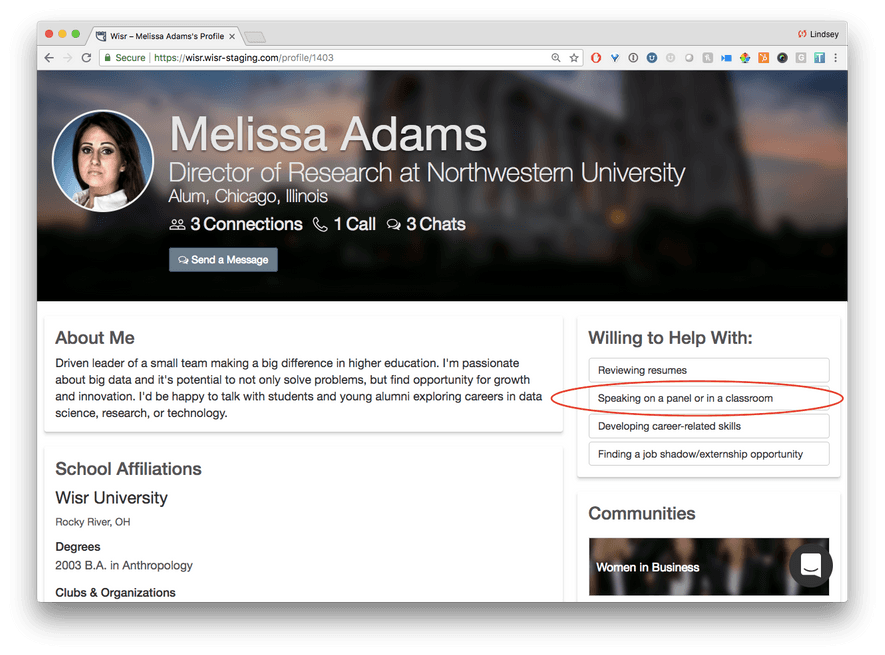 Wisr – Melissa Adams's Profile
Lindsey
Secure
https://wisr.wisr-staging.com/profile/1403
Melissa Adams
Director of Research at Northwestern University
Alum, Chicago, Illinois
3 Connections 1 Call 3 Chats
Send a Message
About Me
Driven leader of a small team making a big difference in higher education. I'm passionate
about big data and it's potential to not only solve problems, but find opportunity for growth
and innovation. I'd be happy to talk with students and young alumni exploring careers in data
science, research, or technology.
School Affiliations
Wisr University
Rocky River, OH
Degrees
2003 B.A. in Anthropology
Clubs & Organizations
Willing to Help With:
Reviewing resumes
Speaking on a panel or in a classroom
Developing career-related skills
Finding a job shadow/externship opportunity
Communities
Women in Business